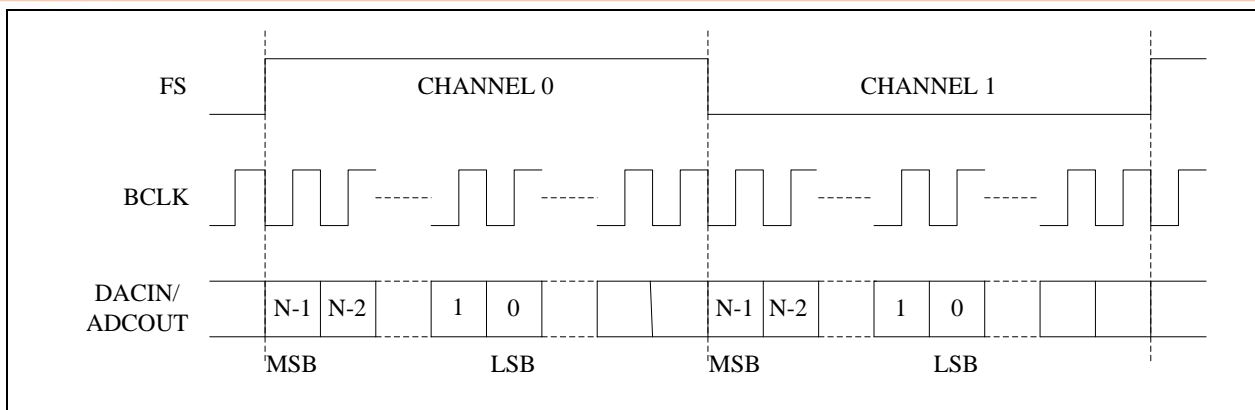 FS
CHANNEL 0
CHANNEL 1
BCLK
DACIN/
ADCOUT
N-1 N-2 1 0 N-1 N-2 1 0
MSB LSB MSB LSB